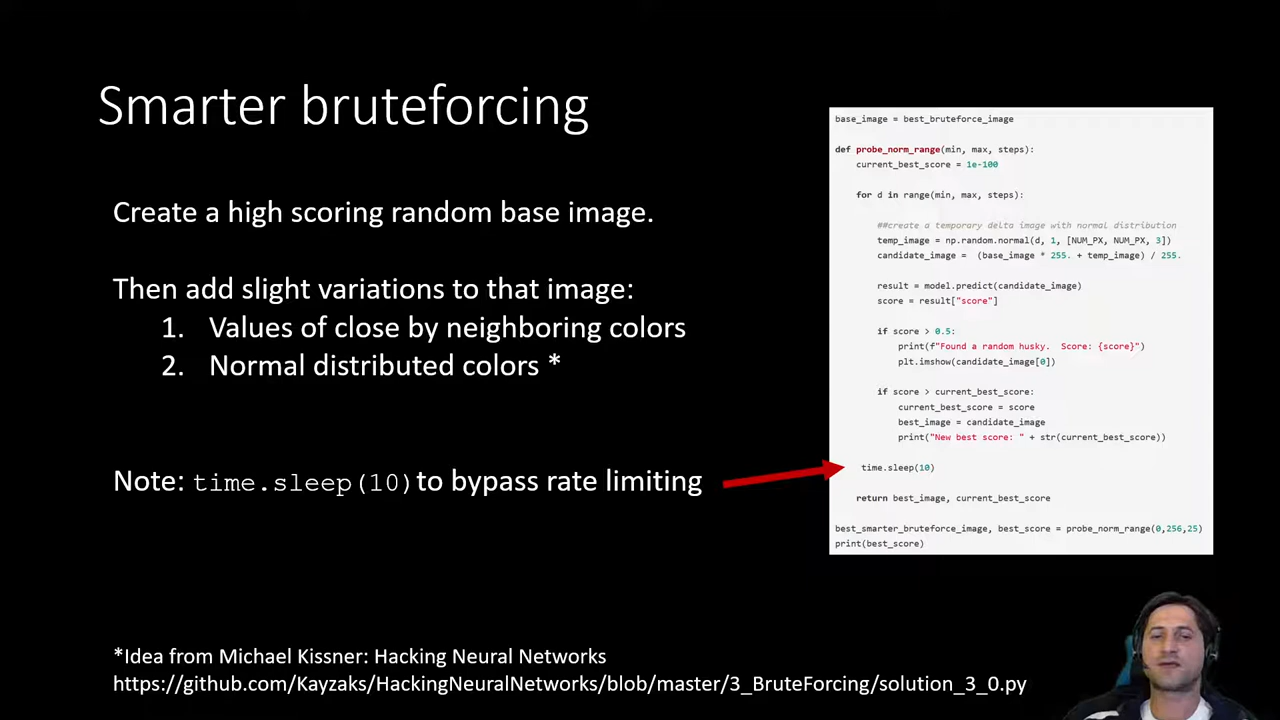 Smarter bruteforcing
Create a high scoring random base image.
Then add slight variations to that image:
1. Values of close by neighboring colors
2. Normal distributed colors *
Note: time.sleep(10) to bypass rate limiting
base_image = best_bruteforce_image
def probe_norm_range(min, max, steps):
current_best_score = 1e-100
for d in range(min, max, steps):
##create a temporary delta image with normal distribution
temp_image = np.random.normal(d, 1, [NUM_PX, NUM_PX, 3])
candidate_image =  (base_image * 255. + temp_image) / 255.
result = model.predict(candidate_image)
score = result["score"]
if score > 0.5:
print(f"Found a random husky.  Score: {score}")
plt.imshow(candidate_image[0])
if score > current_best_score:
current_best_score = score
best_image = candidate_image
print("New best score: " + str(current_best_score))
time.sleep(10)
return best_image, current_best_score
best_smarter_bruteforce_image, best_score = probe_norm_range(0,256,25)
print(best_score)
*Idea from Michael Kissner: Hacking Neural Networks
https://github.com/Kayzaks/HackingNeuralNetworks/blob/master/3_BruteForcing/solution_3_0.py